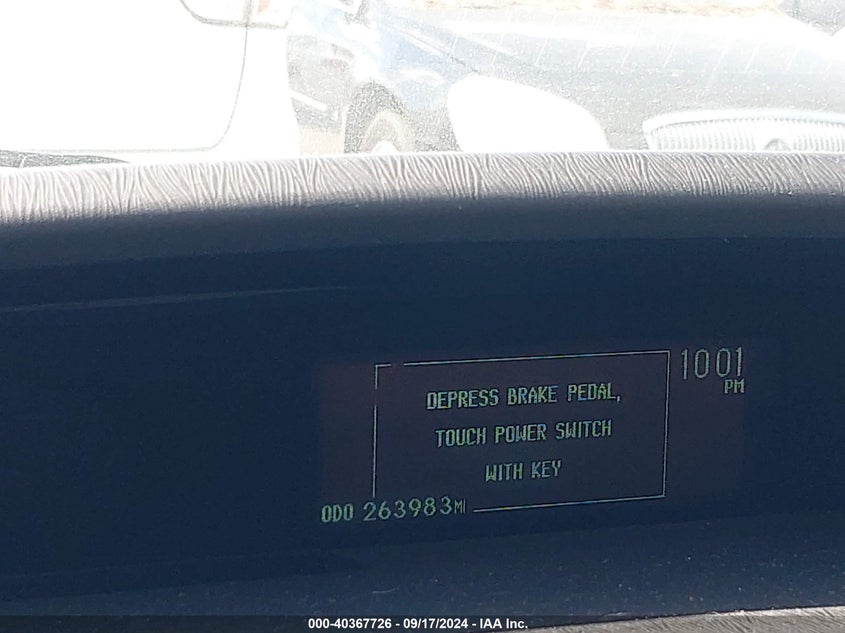 1001
PM
DEPRESS BRAKE PEDAL,
TOUCH POWER SWITCH
WITH KEY
ODO 263983MI
000-40367726 - 09/17/2024 - IAA Inc.